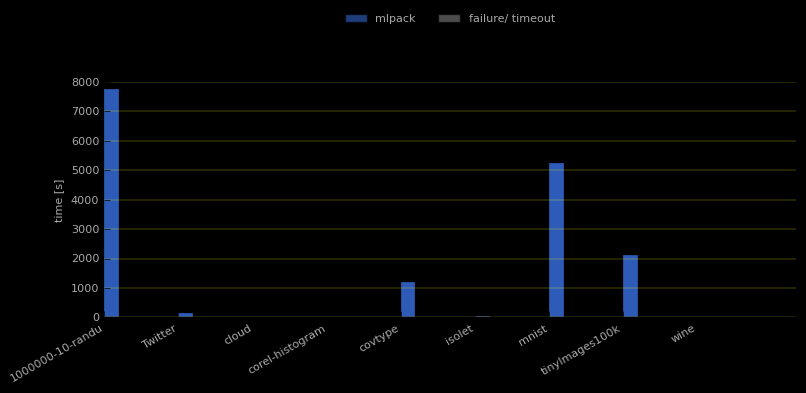 mlpack
failure/ timeout
8000
7000
6000
5000
4000
3000
2000
1000
0
time [s]
1000000-10-randu
Twitter
cloud
corel-histogram
covtype
isolet
mnist
tinyImages100k
wine